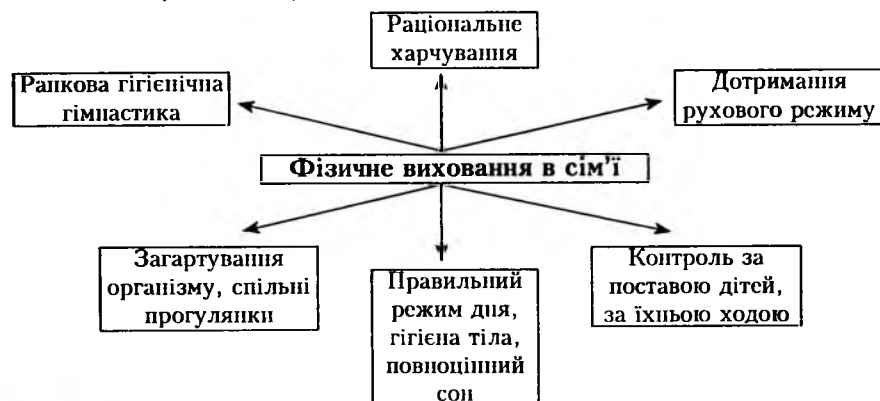 Раціональне
харчування
Ранкова гігієнічна
гімнастика
Дотримання
рухового режиму
Фізичне виховання в сім’ї
Загартування
організму, спільні
прогулянки
Правильний
режим дня,
гігієна тіла,
повноцінний
сон
Контроль за
поставою дітей,
за їхньою ходою